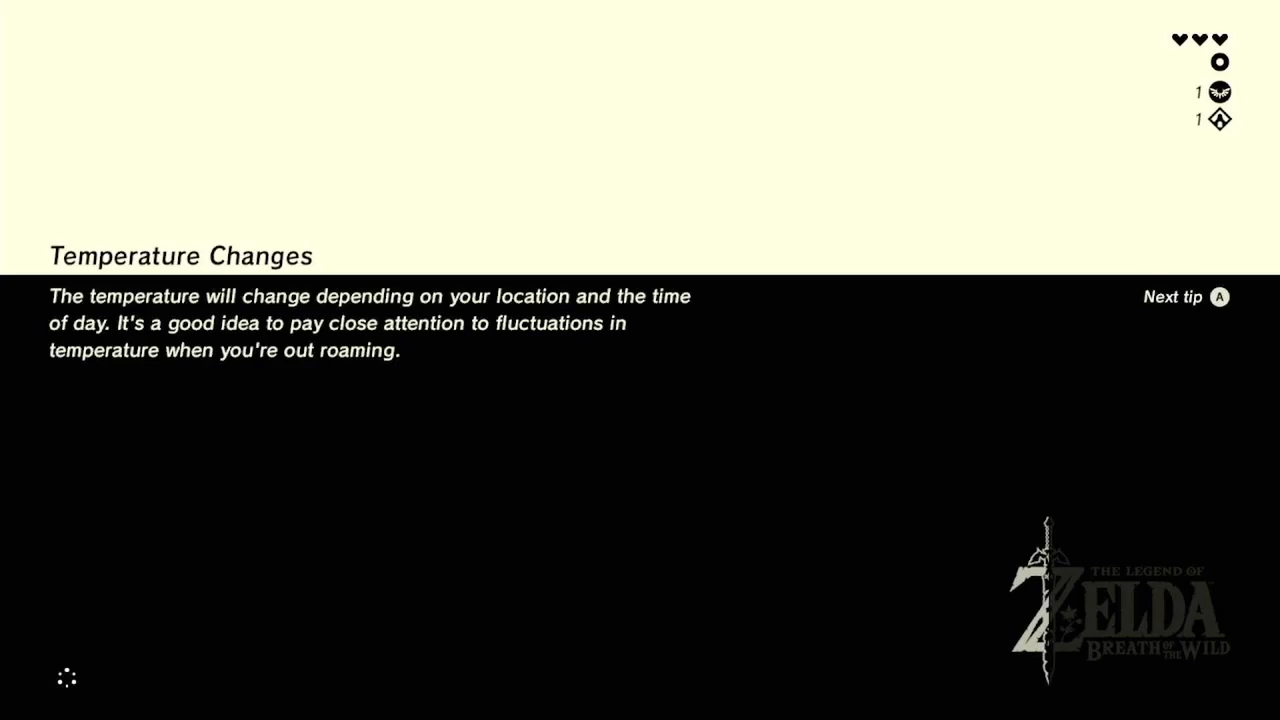 1
1
Temperature Changes
The temperature will change depending on your location and the time
of day. It's a good idea to pay close attention to fluctuations in
temperature when you're out roaming.
Next tip A
THE LEGEND OF
ZELDA
BREATH OF THE WILD